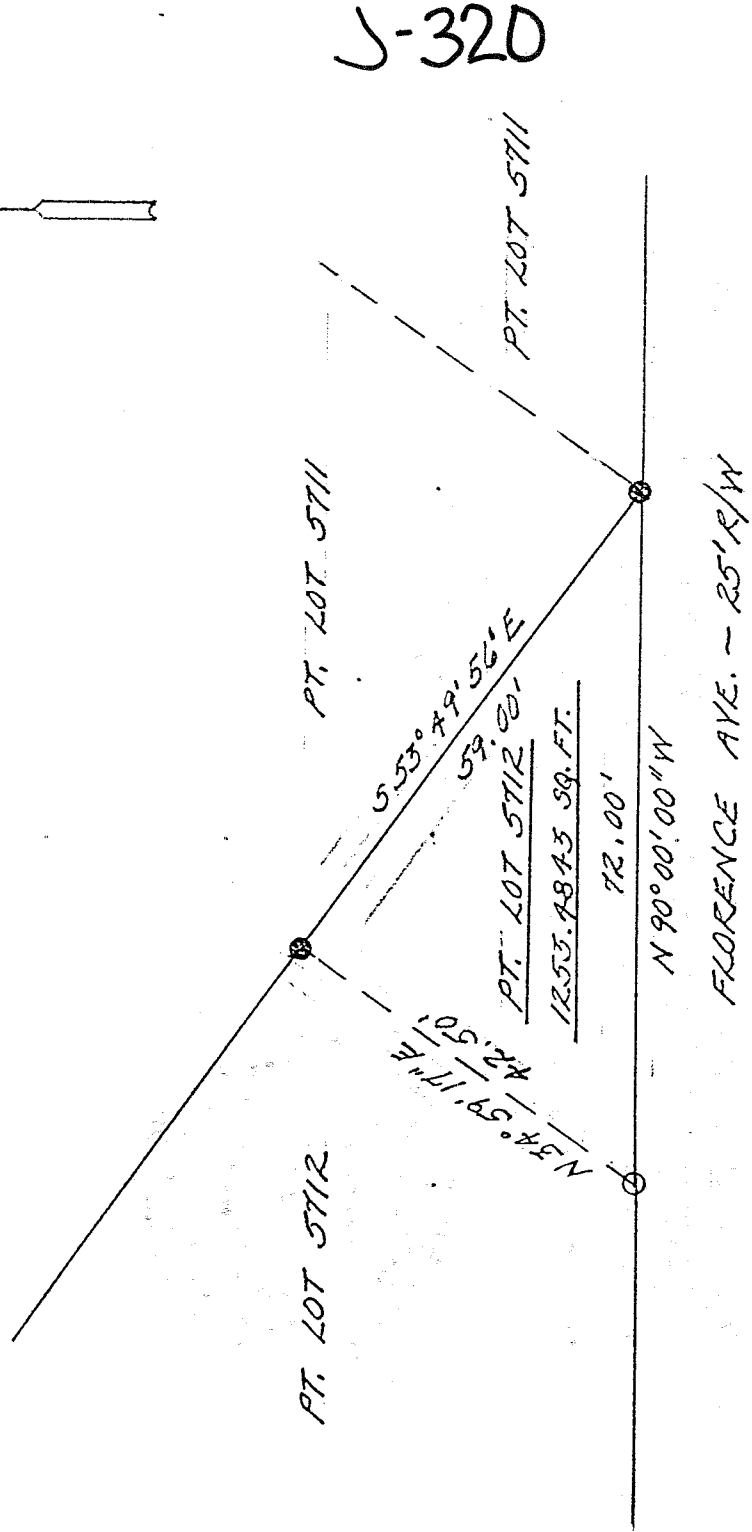 J-320
PT. LOT 5711
PT. LOT 5711
S 53° 49' 56" E
59.00'
PT. LOT 5712
1253.4845 SQ. FT.
72.00'
N 90° 00' 00" W
FLORENCE AVE. - 25' R/W
N 34° 59' 17" E
42.50'
PT. LOT 5712